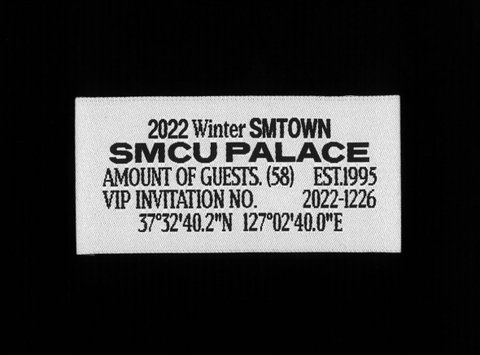 2022 Winter SMTOWN
SMCU PALACE
AMOUNT OF GUESTS. (58) EST.1995
VIP INVITATION NO. 2022-1226
37°32'40.2"N 127°02'40.0"E